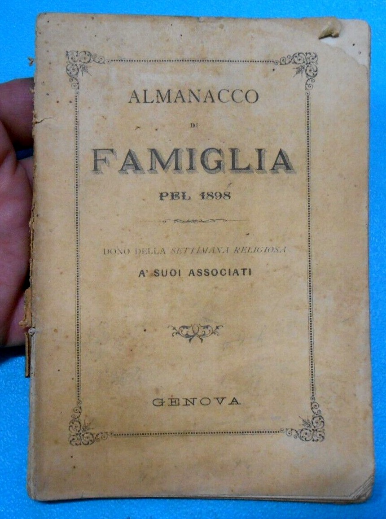 ALMANACCO
DI
FAMIGLIA
PEL 1898
DONO DELLA SETTIMANA RELIGIOSA
A' SUOI ASSOCIATI
GENOVA